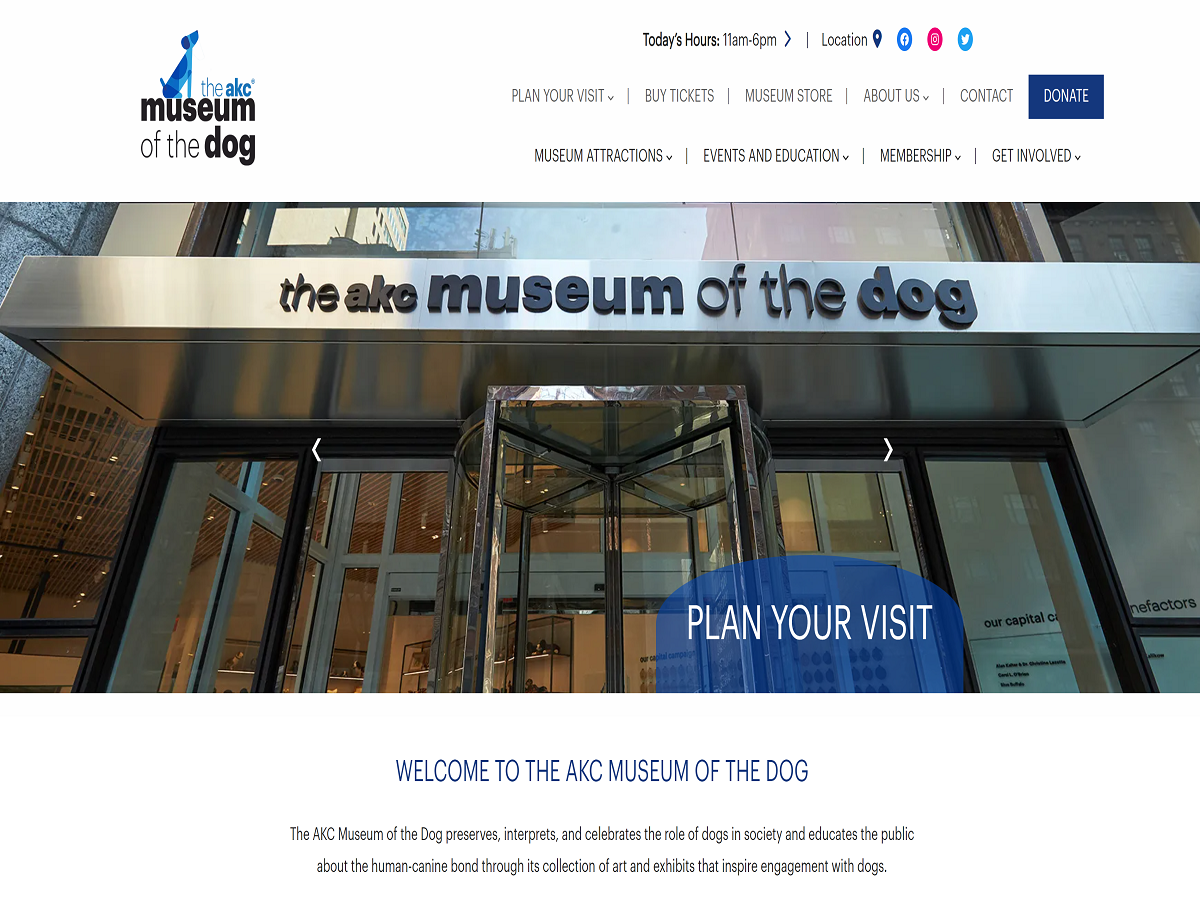 the akc®
museum
of the dog
Today's Hours: 11am-6pm | Location
PLAN YOUR VISIT | BUY TICKETS | MUSEUM STORE | ABOUT US | CONTACT DONATE
MUSEUM ATTRACTIONS | EVENTS AND EDUCATION | MEMBERSHIP | GET INVOLVED
the akc museum of the dog
PLAN YOUR VISIT
our capital
our capital campaign
WELCOME TO THE AKC MUSEUM OF THE DOG
The AKC Museum of the Dog preserves, interprets, and celebrates the role of dogs in society and educates the public
about the human-canine bond through its collection of art and exhibits that inspire engagement with dogs.